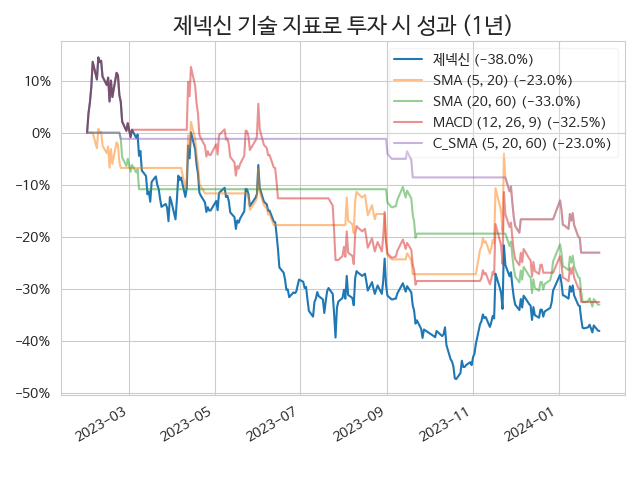 제넥신 기술 지표로 투자 시 성과 (1년)
제넥신 (−38.0%)
SMA (5, 20) (−23.0%)
SMA (20, 60) (−33.0%)
MACD (12, 26, 9) (−32.5%)
C_SMA (5, 20, 60) (−23.0%)
10%
0%
−10%
−20%
−30%
−40%
−50%
2023−03
2023−05
2023−07
2023−09
2023−11
2024−01